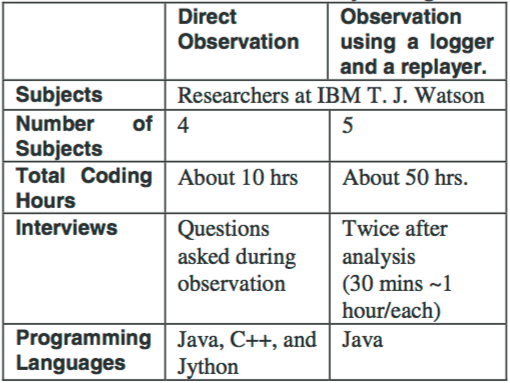 Direct Observation
Observation using a logger and a replayer.
Subjects
Researchers at IBM T. J. Watson
Number of Subjects
4
5
Total Coding Hours
About 10 hrs
About 50 hrs.
Interviews
Questions asked during observation
Twice after analysis (30 mins ~1 hour/each)
Programming Languages
Java, C++, and Jython
Java